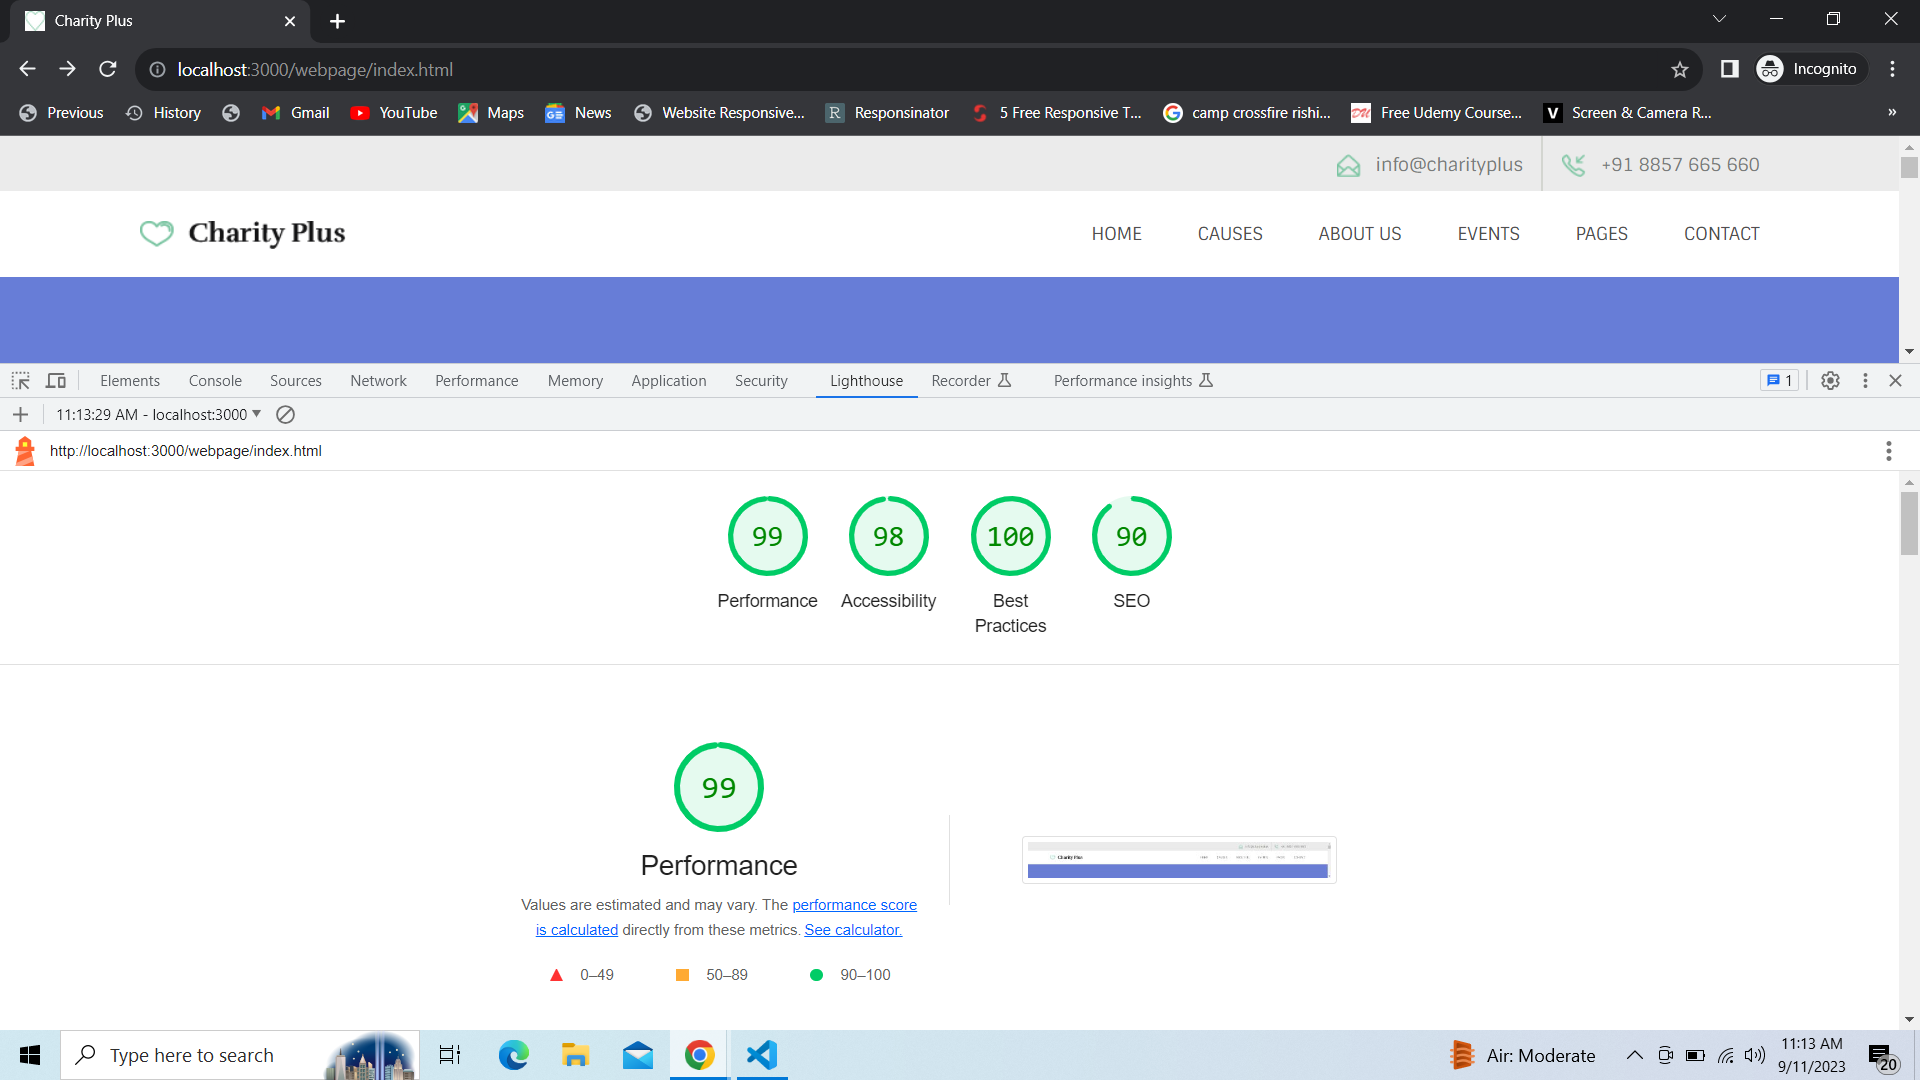 Charity Plus
localhost:3000/webpage/index.html
Incognito
Previous History Gmail YouTube Maps News Website Responsive... Responsinator 5 Free Responsive T... camp crossfire rishi... Free Udemy Course... Screen & Camera R... »
info@charityplus +91 8857 665 660
Charity Plus HOME CAUSES ABOUT US EVENTS PAGES CONTACT
Elements Console Sources Network Performance Memory Application Security Lighthouse Recorder Performance insights 1
11:13:29 AM - localhost:3000
http://localhost:3000/webpage/index.html
99 98 100 90
Performance Accessibility Best Practices SEO
99
Performance
Values are estimated and may vary. The performance score
is calculated directly from these metrics. See calculator.
0–49 50–89 90–100
Charity Plus
Type here to search
Air: Moderate
11:13 AM
9/11/2023
20